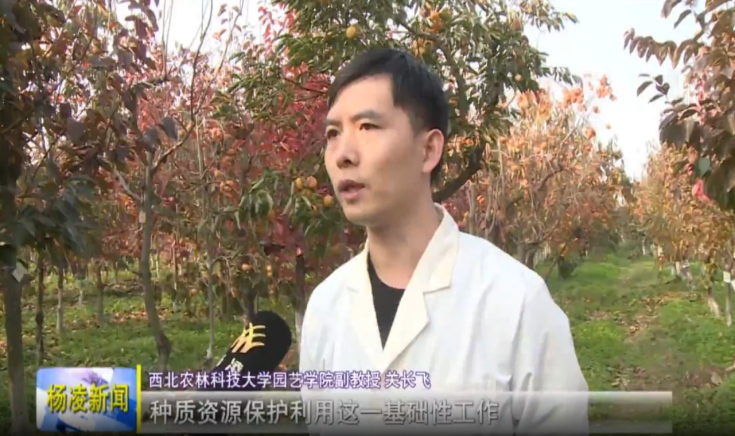 西北农林科技大学园艺学院副教授 关长飞
杨凌新闻
种质资源保护利用这一基础性工作